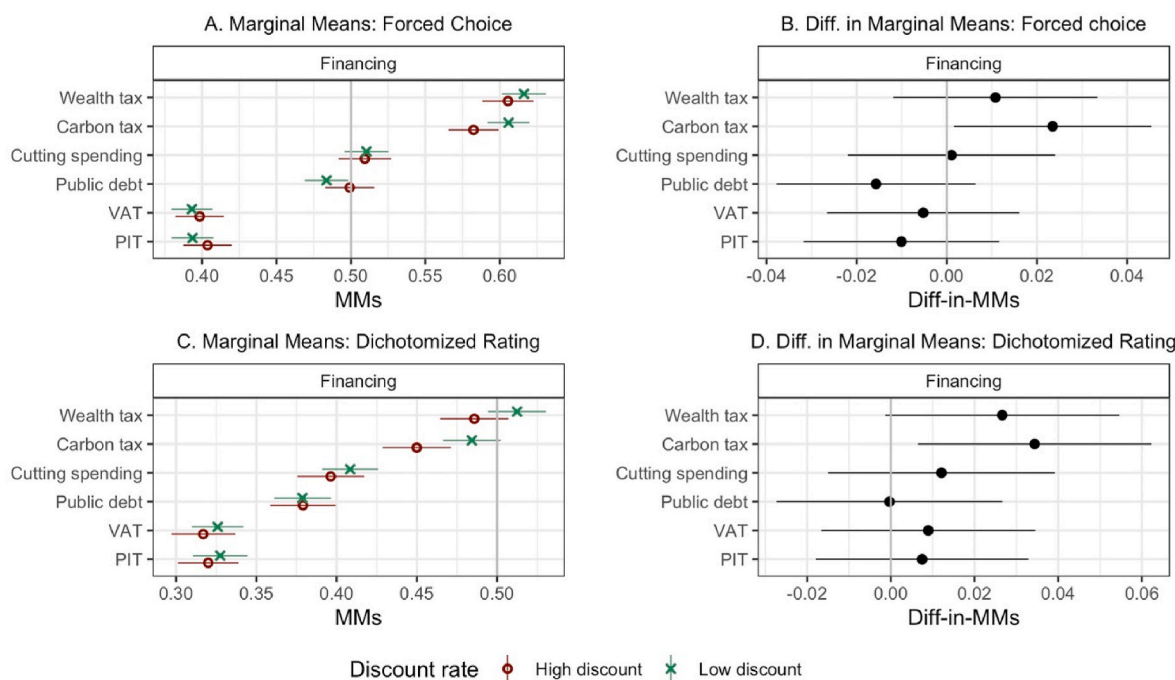 A. Marginal Means: Forced Choice
Financing
Wealth tax
Carbon tax
Cutting spending
Public debt
VAT
PIT
0.40 0.45 0.50 0.55 0.60
MMs
B. Diff. in Marginal Means: Forced choice
Financing
Wealth tax
Carbon tax
Cutting spending
Public debt
VAT
PIT
-0.04 -0.02 0.00 0.02 0.04
Diff-in-MMs
C. Marginal Means: Dichotomized Rating
Financing
Wealth tax
Carbon tax
Cutting spending
Public debt
VAT
PIT
0.30 0.35 0.40 0.45 0.50
MMs
D. Diff. in Marginal Means: Dichotomized Rating
Financing
Wealth tax
Carbon tax
Cutting spending
Public debt
VAT
PIT
-0.02 0.00 0.02 0.04 0.06
Diff-in-MMs
Discount rate High discount Low discount